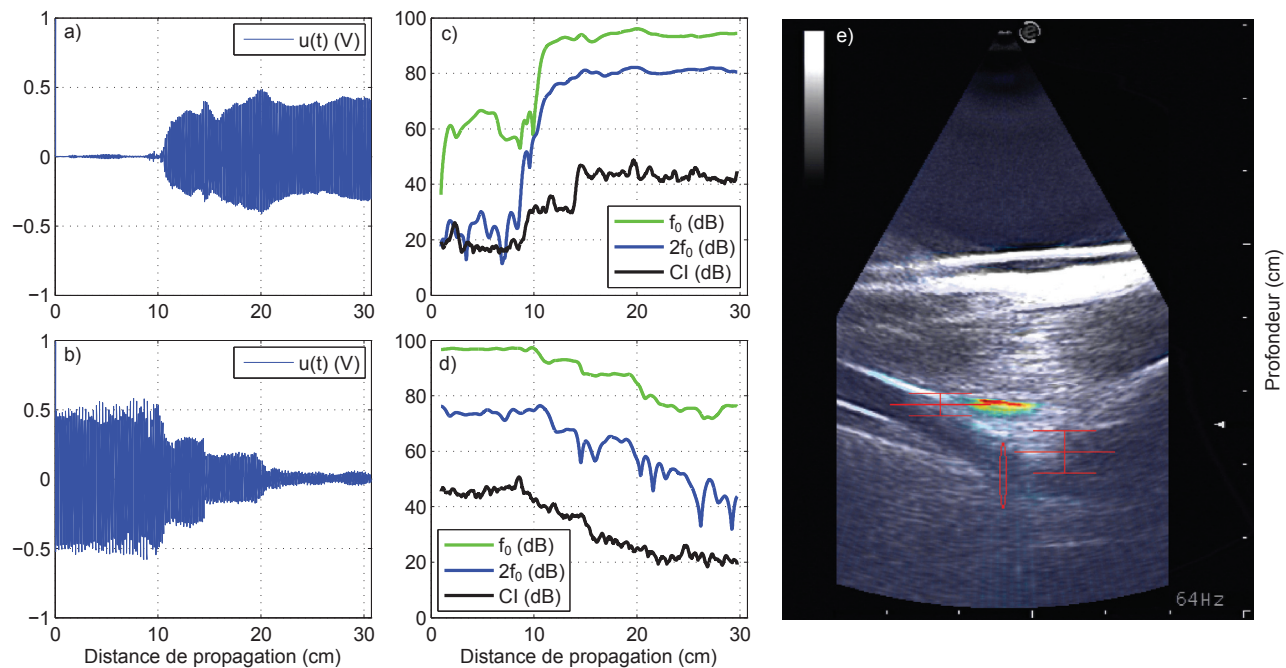 a)
u(t) (V)
1
0.5
0
−0.5
−1
0 10 20 30
b)
u(t) (V)
1
0.5
0
−0.5
−1
0 10 20 30
Distance de propagation (cm)
c)
100
80
60
40
20
0
f₀ (dB)
2f₀ (dB)
CI (dB)
0 10 20 30
d)
100
80
60
40
20
0
f₀ (dB)
2f₀ (dB)
CI (dB)
0 10 20 30
Distance de propagation (cm)
e)
e
64Hz
Profondeur (cm)